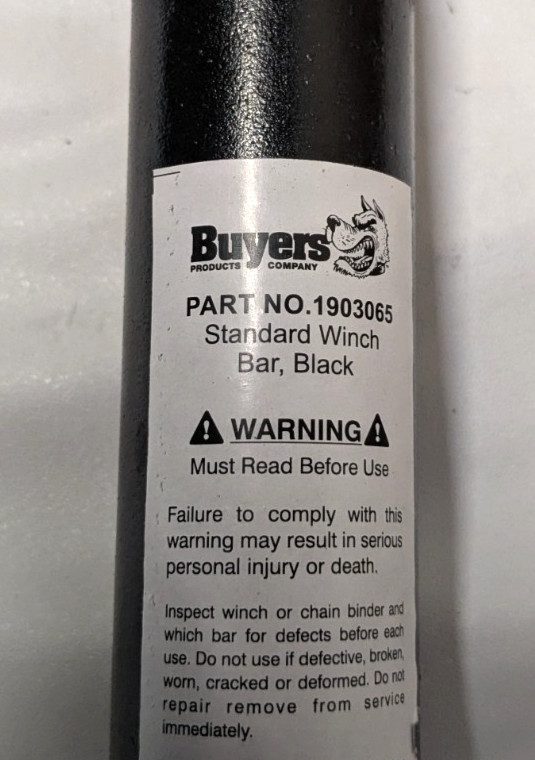 Buyers
PRODUCTS COMPANY
PART NO.1903065
Standard Winch
Bar, Black
WARNING
Must Read Before Use
Failure to comply with this
warning may result in serious
personal injury or death.
Inspect winch or chain binder and
which bar for defects before each
use. Do not use if defective, broken,
worn, cracked or deformed. Do not
repair remove from service
immediately.